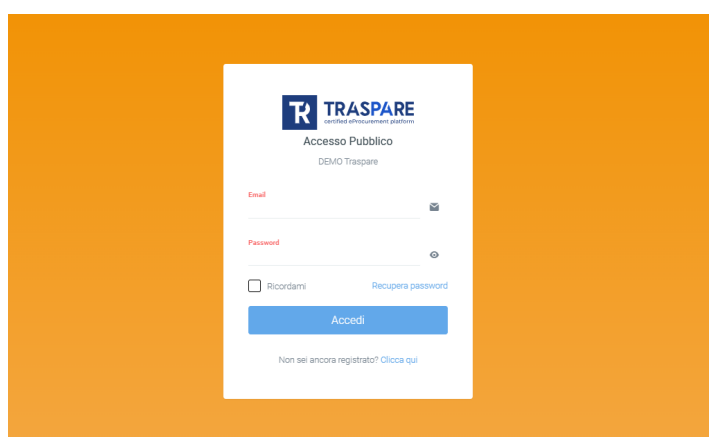 TR TRASPARE
certified eProcurement platform
Accesso Pubblico
DEMO Traspare
Email
Password
Ricordami Recupera password
Accedi
Non sei ancora registrato? Clicca qui